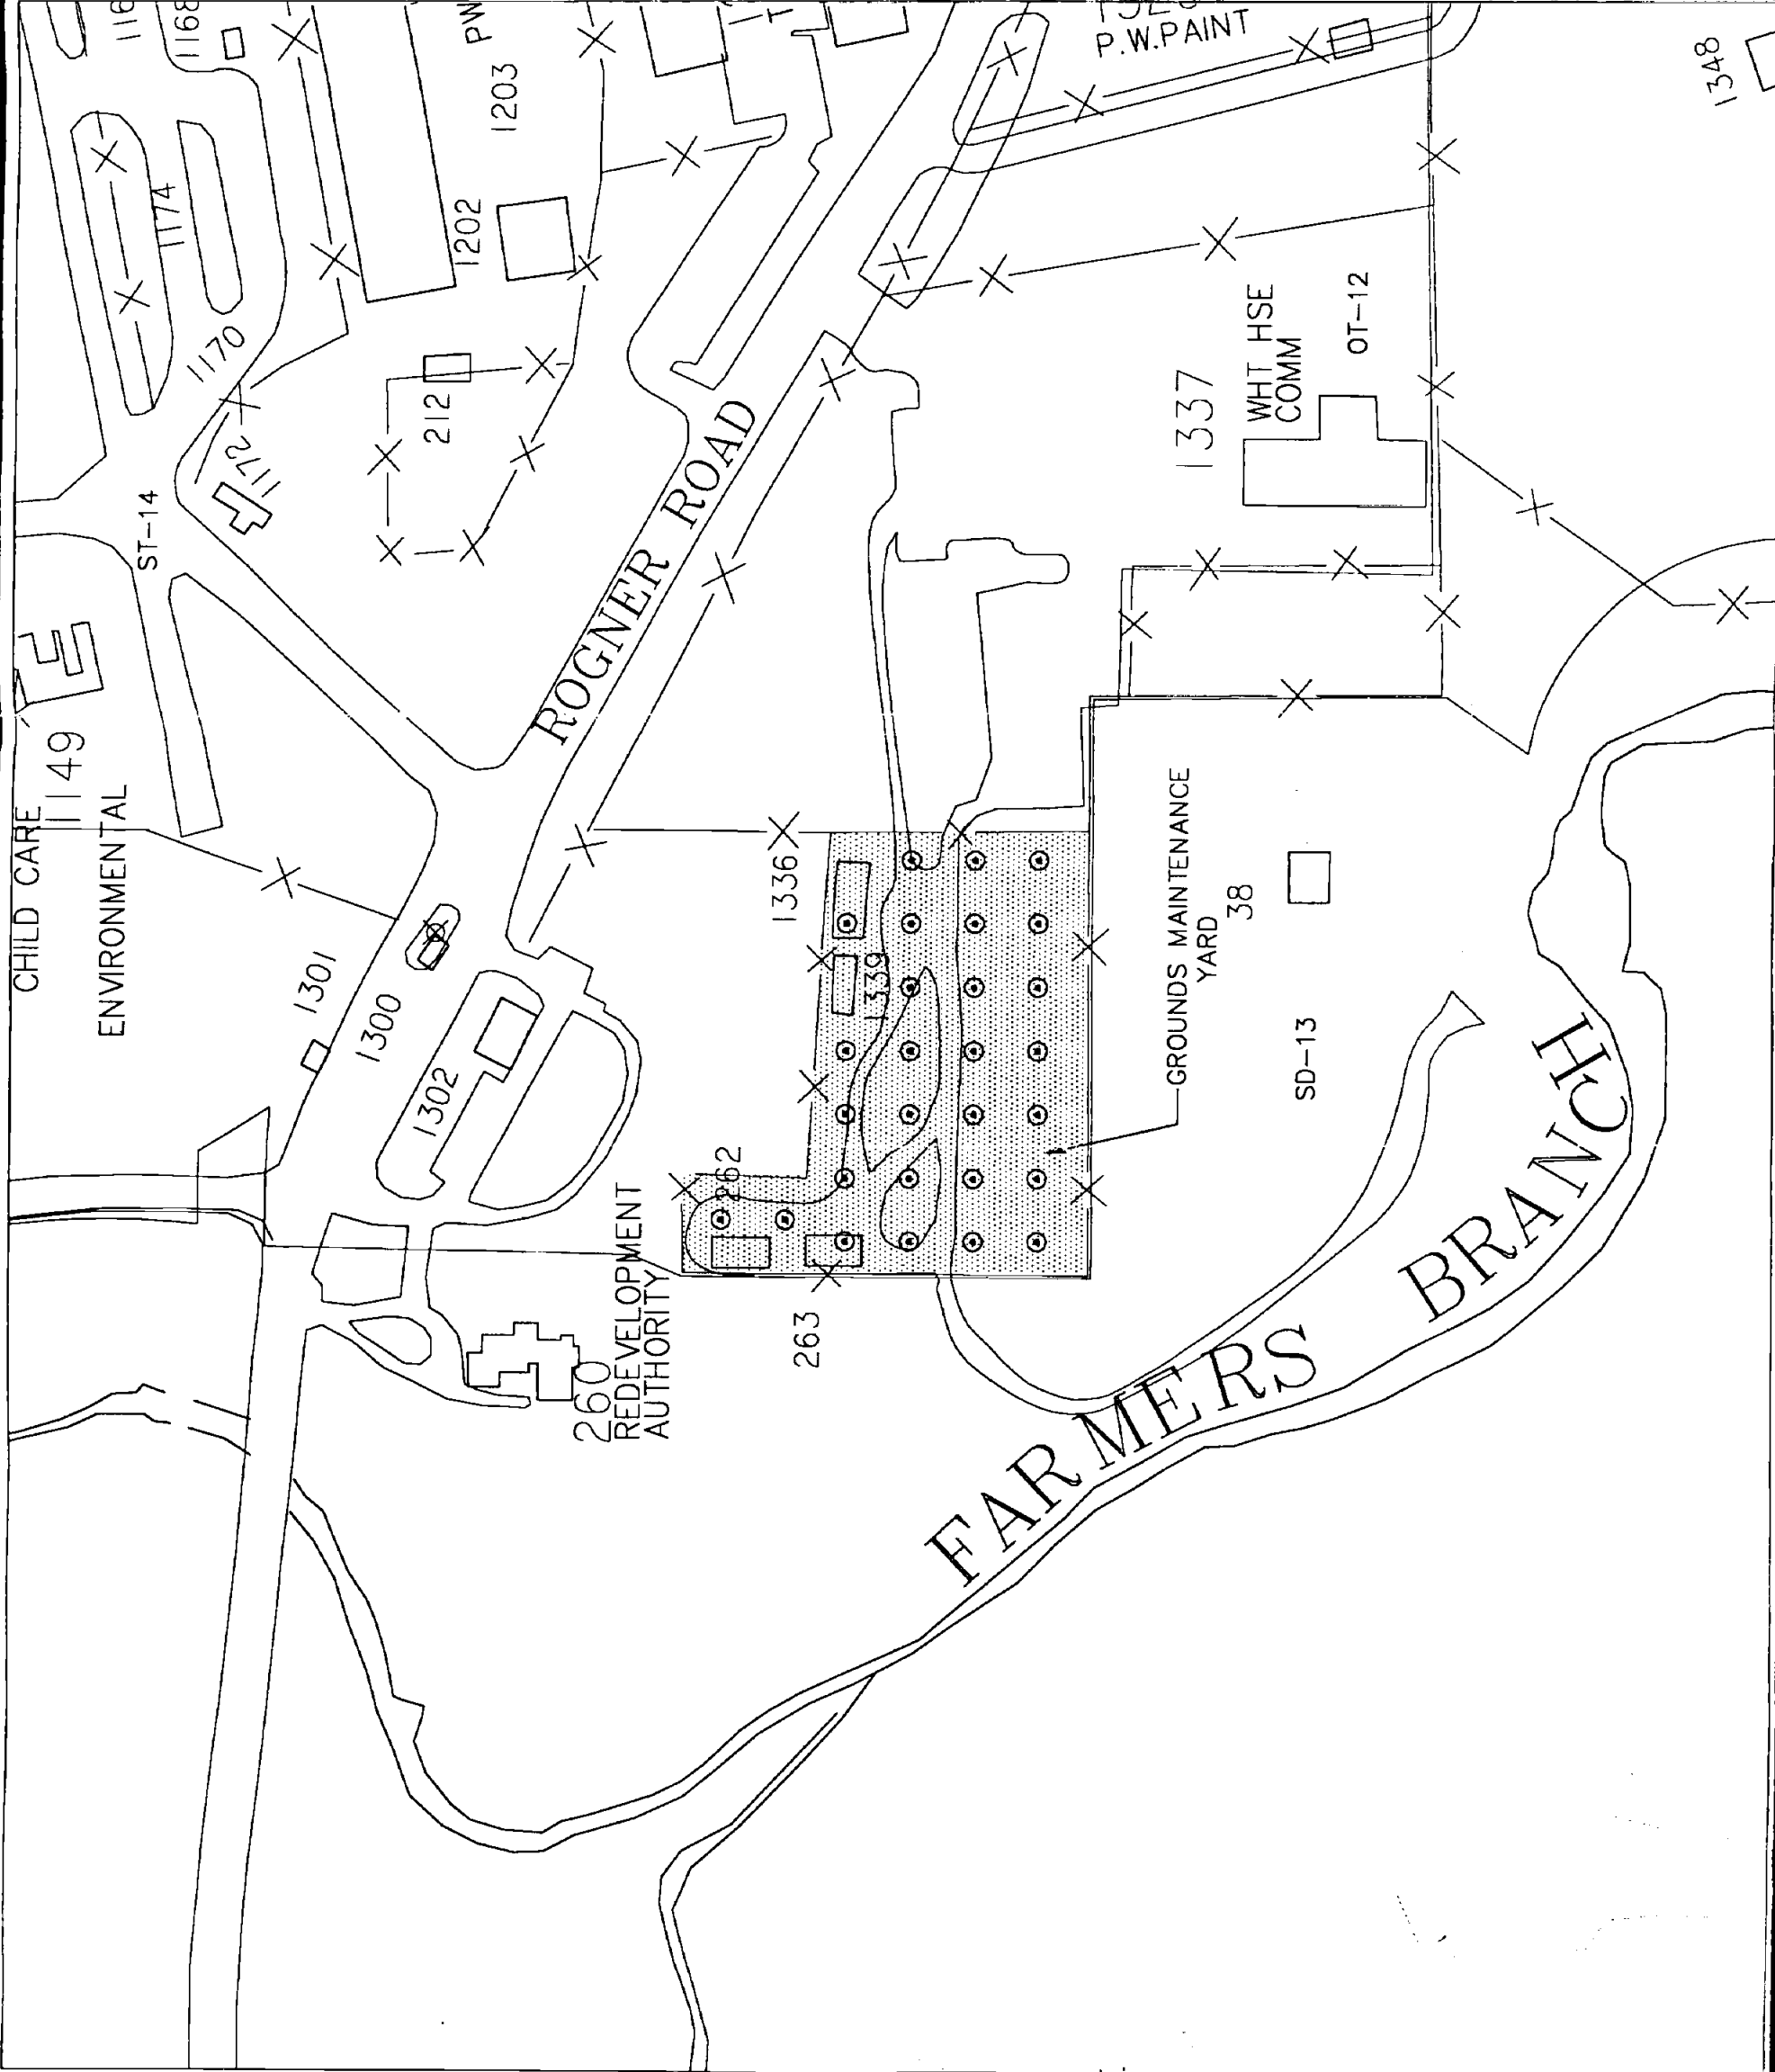 1168
1174
1170
1172
ST-14
1203
1202
212
PW
P.W.PAINT
1348
CHILD CARE
1149
ENVIRONMENTAL
1301
1300
1302
ROGNER ROAD
1337
WHT HSE
COMM
OT-12
1336
1339
262
263
260
REDEVELOPMENT
AUTHORITY
GROUNDS MAINTENANCE
YARD
38
SD-13
FARMERS BRANCH